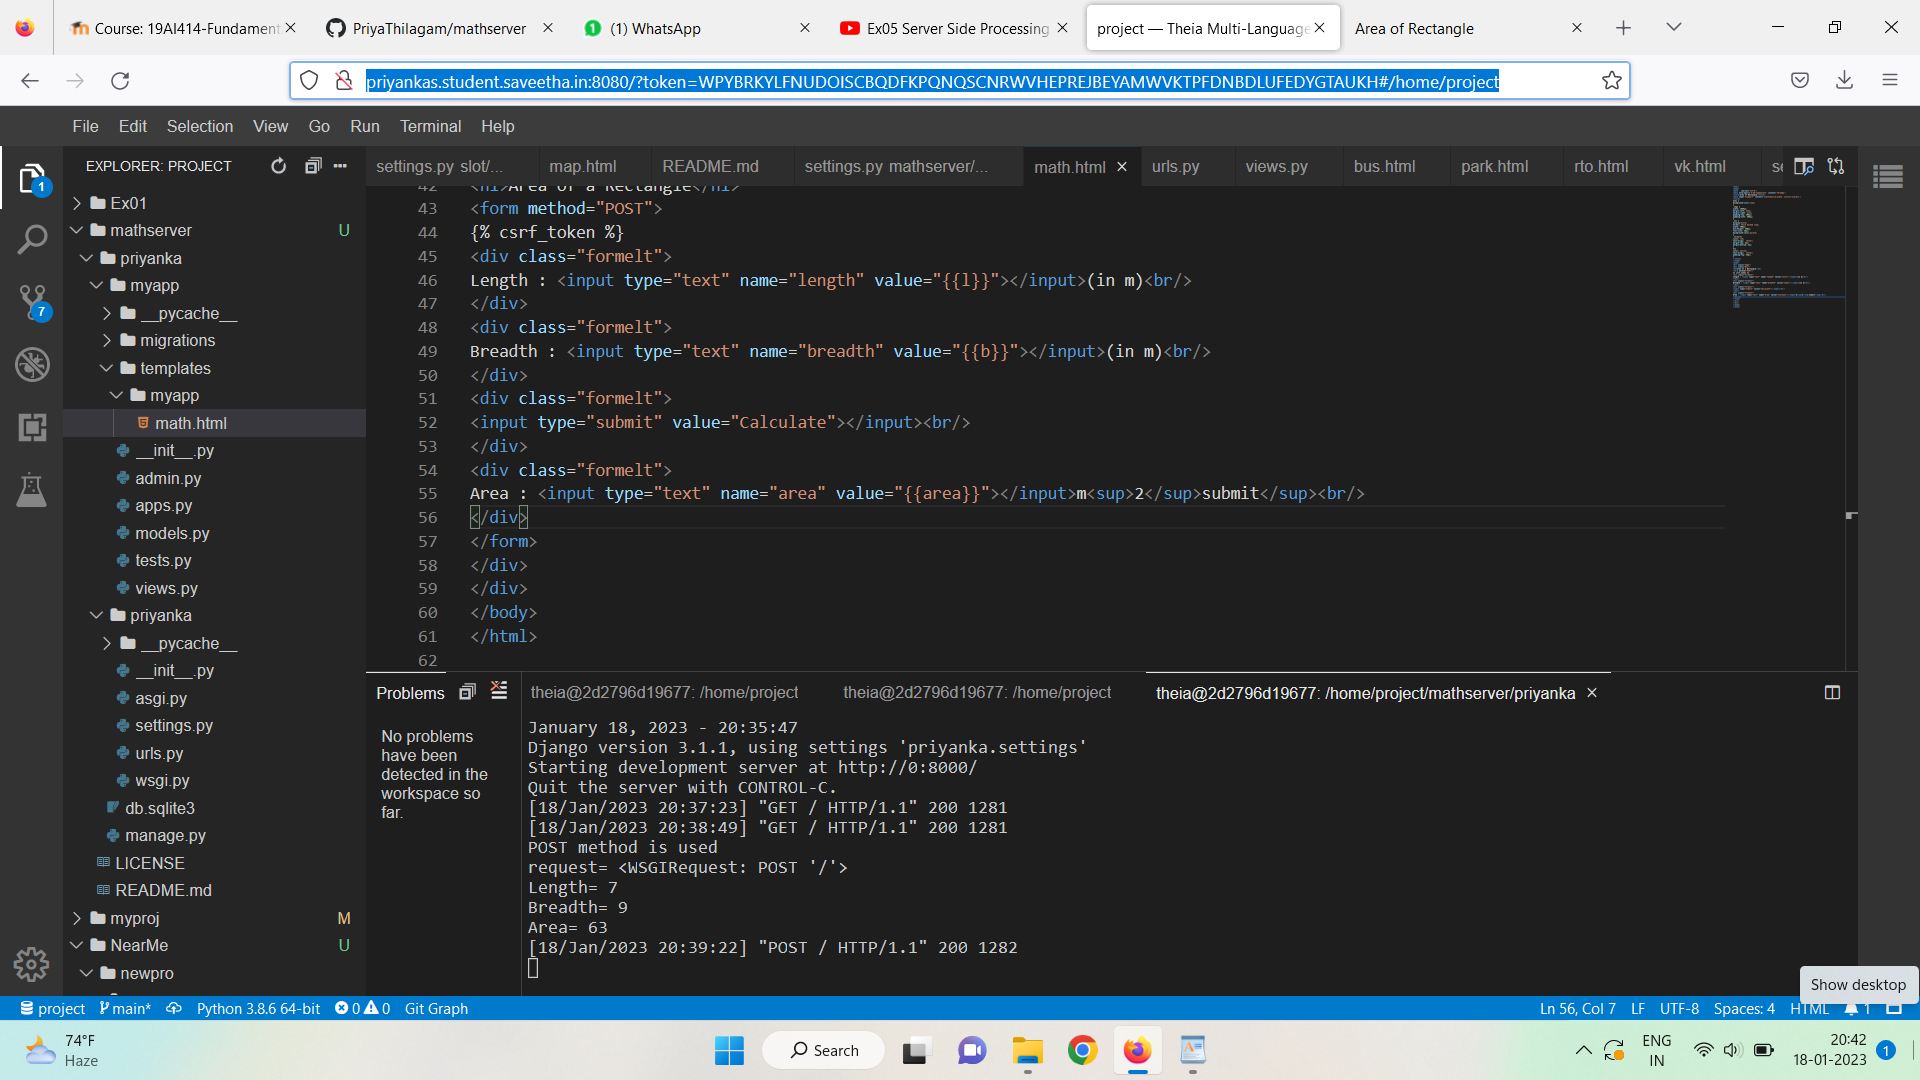 Course: 19AI414-Fundament
PriyaThilagam/mathserver
(1) WhatsApp
Ex05 Server Side Processing
project — Theia Multi-Language
Area of Rectangle
priyankas.student.saveetha.in:8080/?token=WPYBRKYLFNUDOISCBQDFKPQNQSCNRWVHEPREJBEYAMWVKTPFDNBDLUFEDYGTAUKH#/home/project
File Edit Selection View Go Run Terminal Help
EXPLORER: PROJECT
settings.py slot/...
map.html
README.md
settings.py mathserver/...
math.html
urls.py
views.py
bus.html
park.html
rto.html
vk.html
1
7
Ex01
mathserver U
priyanka
myapp
__pycache__
migrations
templates
myapp
math.html
__init__.py
admin.py
apps.py
models.py
tests.py
views.py
priyanka
__pycache__
__init__.py
asgi.py
settings.py
urls.py
wsgi.py
db.sqlite3
manage.py
LICENSE
README.md
myproj M
NearMe U
newpro
42 <h1>Area of a Rectangle</h1>
43 <form method="POST">
44 {% csrf_token %}
45 <div class="formelt">
46 Length : <input type="text" name="length" value="{{l}}"></input>(in m)<br/>
47 </div>
48 <div class="formelt">
49 Breadth : <input type="text" name="breadth" value="{{b}}"></input>(in m)<br/>
50 </div>
51 <div class="formelt">
52 <input type="submit" value="Calculate"></input><br/>
53 </div>
54 <div class="formelt">
55 Area : <input type="text" name="area" value="{{area}}"></input>m<sup>2</sup>submit</sup><br/>
56 </div>
57 </form>
58 </div>
59 </div>
60 </body>
61 </html>
62
Problems
theia@2d2796d19677: /home/project
theia@2d2796d19677: /home/project
theia@2d2796d19677: /home/project/mathserver/priyanka
No problems
have been
detected in the
workspace so
far.
January 18, 2023 - 20:35:47
Django version 3.1.1, using settings 'priyanka.settings'
Starting development server at http://0:8000/
Quit the server with CONTROL-C.
[18/Jan/2023 20:37:23] "GET / HTTP/1.1" 200 1281
[18/Jan/2023 20:38:49] "GET / HTTP/1.1" 200 1281
POST method is used
request= <WSGIRequest: POST '/'>
Length= 7
Breadth= 9
Area= 63
[18/Jan/2023 20:39:22] "POST / HTTP/1.1" 200 1282
Show desktop
project main* Python 3.8.6 64-bit 0 0 Git Graph
Ln 56, Col 7 LF UTF-8 Spaces: 4 HTML 1
74°F
Haze
Search
ENG
IN
20:42
18-01-2023
1